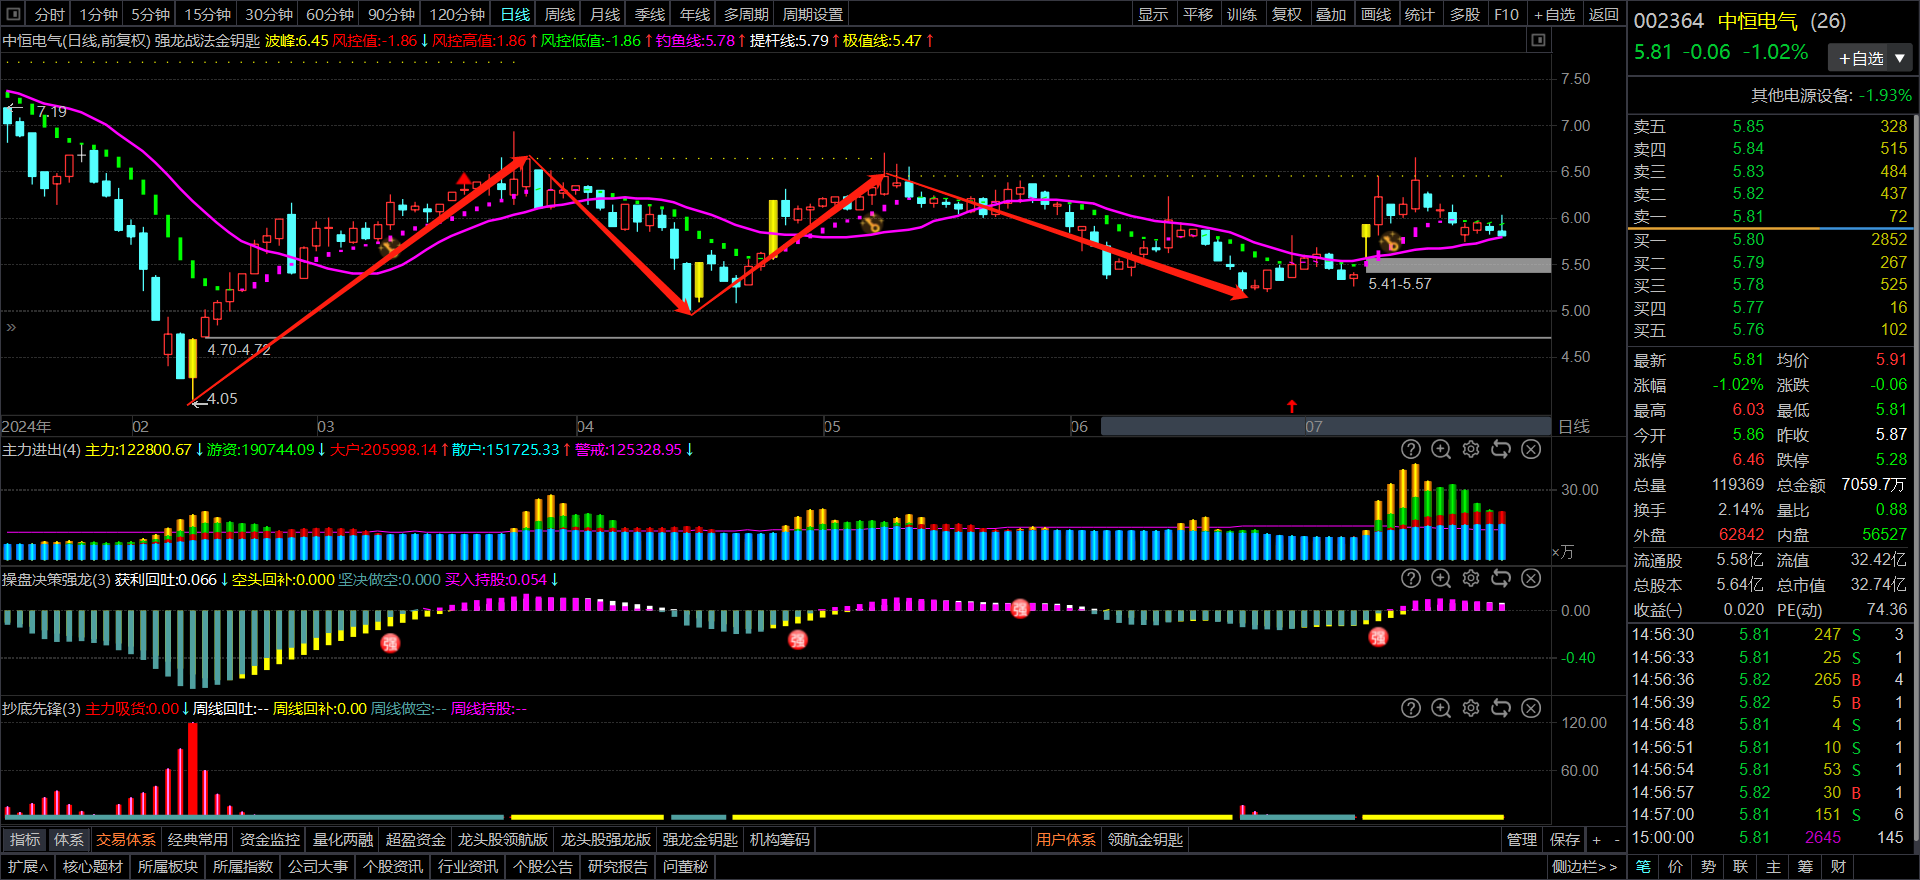 分时 1分钟 5分钟 15分钟 30分钟 60分钟 90分钟 120分钟 日线 周线 月线 季线 年线 多周期 周期设置 显示 平移 训练 复权 叠加 画线 统计 多股 F10 +自选 返回
002364 中恒电气 (26)
中恒电气(日线,前复权) 强龙战法金钥匙 波峰:6.45 风控值:-1.86↓ 风控高值:1.86↑ 风控低值:-1.86↑ 钓鱼线:5.78↑ 提杆线:5.79↑ 极值线:5.47↑
5.81 -0.06 -1.02% +自选 ▼
其他电源设备: -1.93%
7.50
7.00
6.50
6.00
5.50
5.00
4.50
7.19
4.70-4.72
4.05
5.41-5.57
»
2024年 02 03 04 05 06 07 日线
主力进出(4) 主力:122800.67↓ 游资:190744.09↓ 大户:205998.14↑ 散户:151725.33↑ 警戒:125328.95↓
30.00
×万
操盘决策强龙(3) 获利回吐:0.066↓ 空头回补:0.000 坚决做空:0.000 买入持股:0.054↓
0.00
-0.40
强
强
强
强
抄底先锋(3) 主力吸货:0.00↓ 周线回吐:-- 周线回补:0.00 周线做空:-- 周线持股:--
120.00
60.00
卖五 5.85 328
卖四 5.84 515
卖三 5.83 484
卖二 5.82 437
卖一 5.81 72
买一 5.80 2852
买二 5.79 267
买三 5.78 525
买四 5.77 16
买五 5.76 102
最新 5.81 均价 5.91
涨幅 -1.02% 涨跌 -0.06
最高 6.03 最低 5.81
今开 5.86 昨收 5.87
涨停 6.46 跌停 5.28
总量 119369 总金额 7059.7万
换手 2.14% 量比 0.88
外盘 62842 内盘 56527
流通股 5.58亿 流值 32.42亿
总股本 5.64亿 总市值 32.74亿
收益㈠ 0.020 PE(动) 74.36
14:56:30 5.81 247 S 3
14:56:33 5.81 25 S 1
14:56:36 5.82 265 B 4
14:56:39 5.82 5 B 1
14:56:48 5.81 4 S 1
14:56:51 5.81 10 S 1
14:56:54 5.81 53 S 1
14:56:57 5.82 30 B 1
14:57:00 5.81 151 S 6
15:00:00 5.81 2645 145
指标 体系 交易体系 经典常用 资金监控 量化两融 超盈资金 龙头股领航版 龙头股强龙版 强龙金钥匙 机构筹码 用户体系 领航金钥匙 管理 保存 + -
扩展∧ 核心题材 所属板块 所属指数 公司大事 个股资讯 行业资讯 个股公告 研究报告 问董秘 侧边栏>> 笔 价 势 联 主 筹 财